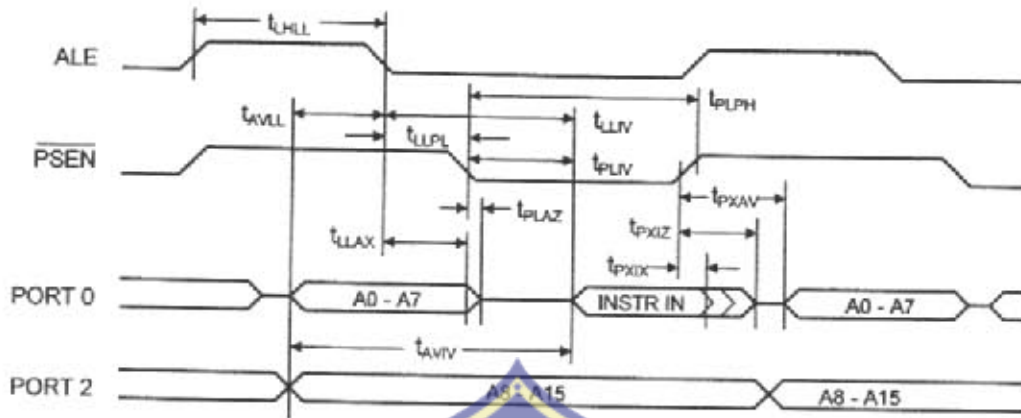 tLHLL
ALE
tAVLL
tLLIV
tPLPH
tLLPL
PSEN
tPLIV
tPLAZ
tPXAV
tLLAX
tPXIZ
tPXIX
PORT 0
A0 - A7
INSTR IN
A0 - A7
tAVIV
PORT 2
A8 - A15
A8 - A15